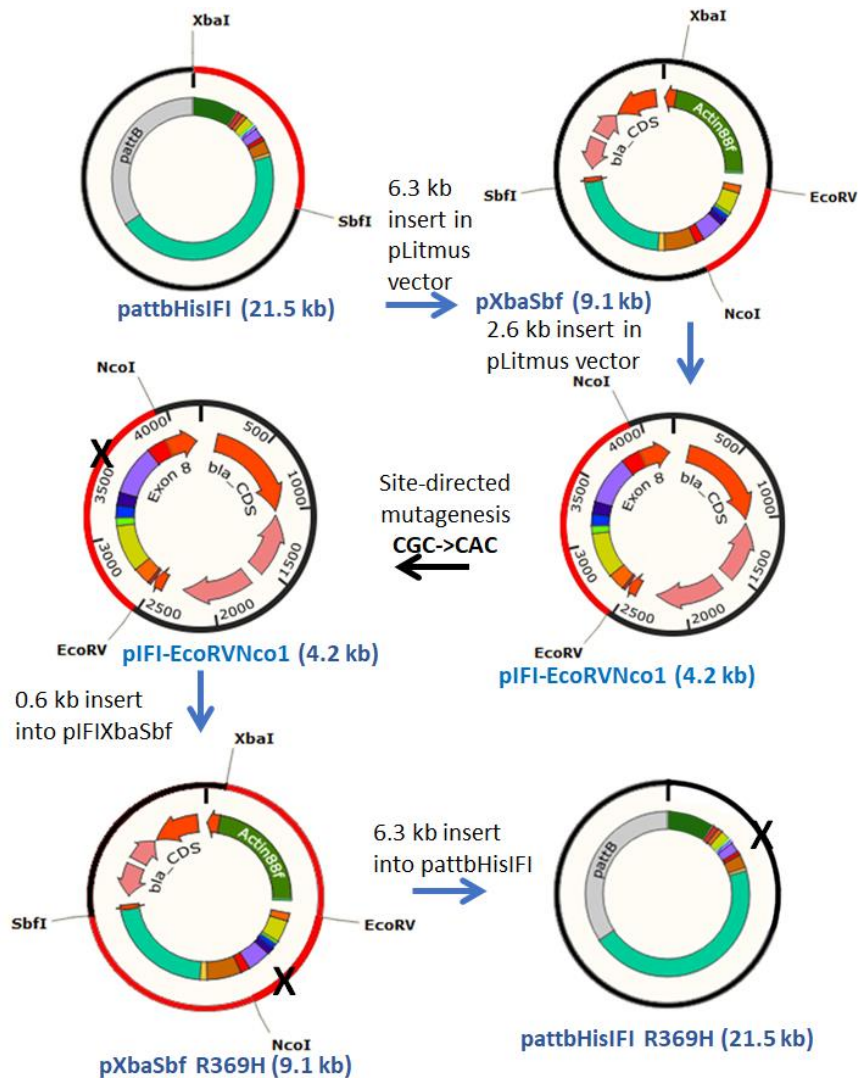 XbaI
pattB
SbfI
pattbHisIFI (21.5 kb)
6.3 kb
insert in
pLitmus
vector
XbaI
bla_CDS
Actin88f
SbfI
EcoRV
NcoI
pXbaSbf (9.1 kb)
2.6 kb insert in
pLitmus vector
NcoI
4000
500
3500
1000
Exon 8
bla_CDS
3000
1500
2500
2000
EcoRV
pIFI-EcoRVNco1 (4.2 kb)
Site-directed
mutagenesis
CGC->CAC
NcoI
X
4000
500
3500
1000
Exon 8
bla_CDS
3000
1500
2500
2000
EcoRV
pIFI-EcoRVNco1 (4.2 kb)
0.6 kb insert
into pIFIXbaSbf
XbaI
bla_CDS
Actin88f
SbfI
EcoRV
X
NcoI
pXbaSbf R369H (9.1 kb)
6.3 kb insert
into pattbHisIFI
X
pattB
pattbHisIFI R369H (21.5 kb)